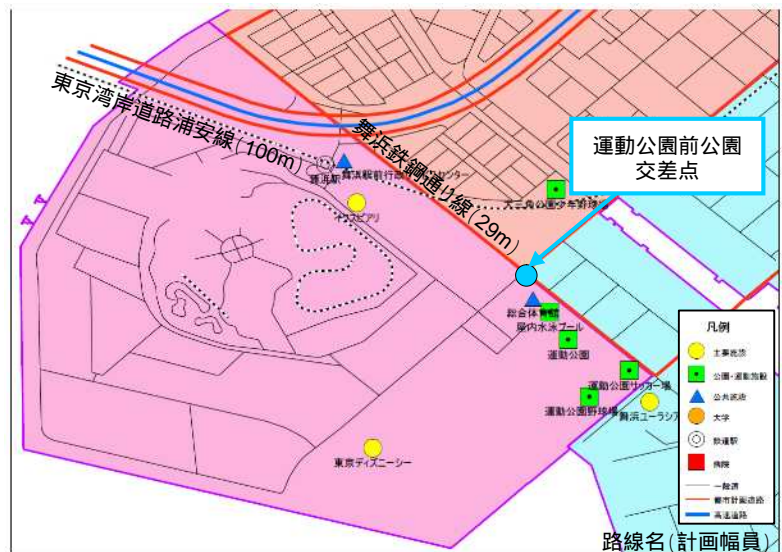 東京湾岸道路浦安線(100m)
舞浜鉄鋼通り線(29m)
運動公園前公園
交差点
舞浜駅
イクスピアリ
総合体育館
屋内水泳プール
運動公園
運動公園サッカー場
運動公園野球場
舞浜ユーラシア
東京ディズニーシー
凡例
主要施設
公園・運動施設
公共施設
大学
鉄道駅
病院
一般道
都市計画道路
高速道路
路線名(計画幅員)